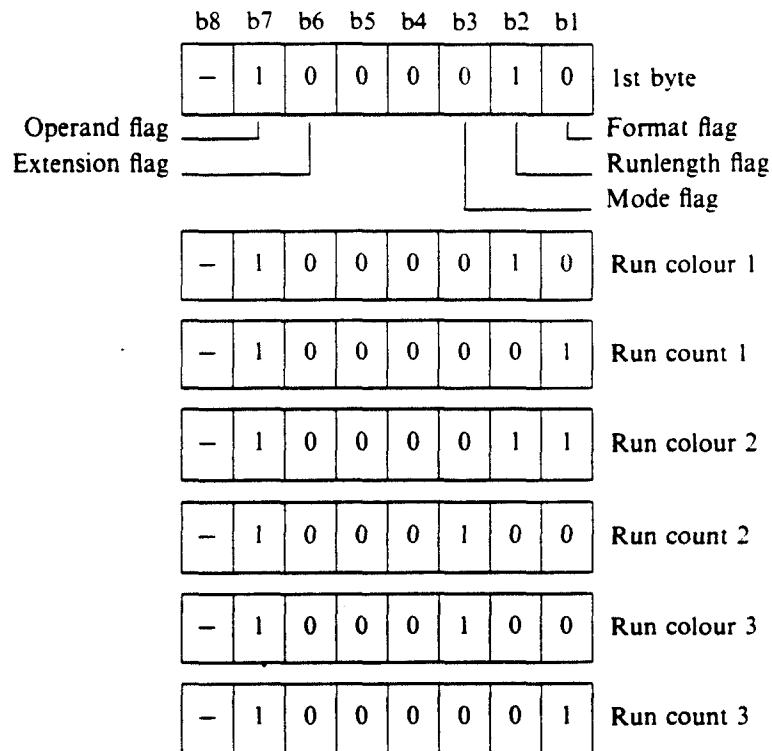 b8 b7 b6 b5 b4 b3 b2 b1
– 1 0 0 0 0 1 0 1st byte
Operand flag Format flag
Extension flag Runlength flag
Mode flag
– 1 0 0 0 0 1 0 Run colour 1
– 1 0 0 0 0 0 1 Run count 1
– 1 0 0 0 0 1 1 Run colour 2
– 1 0 0 0 1 0 0 Run count 2
– 1 0 0 0 1 0 0 Run colour 3
– 1 0 0 0 0 0 1 Run count 3